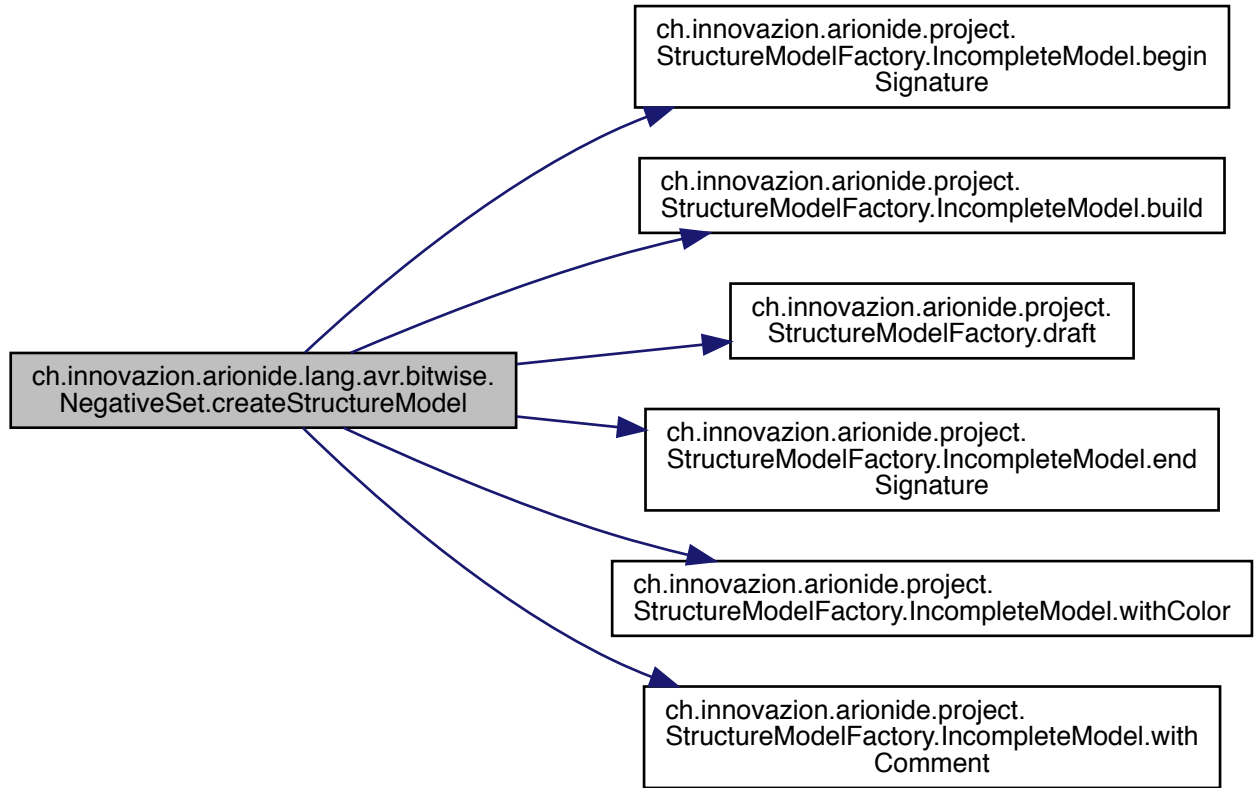 ch.innovazion.arionide.project.
StructureModelFactory.IncompleteModel.begin
Signature
ch.innovazion.arionide.project.
StructureModelFactory.IncompleteModel.build
ch.innovazion.arionide.project.
StructureModelFactory.draft
ch.innovazion.arionide.lang.avr.bitwise.
NegativeSet.createStructureModel
ch.innovazion.arionide.project.
StructureModelFactory.IncompleteModel.end
Signature
ch.innovazion.arionide.project.
StructureModelFactory.IncompleteModel.withColor
ch.innovazion.arionide.project.
StructureModelFactory.IncompleteModel.with
Comment